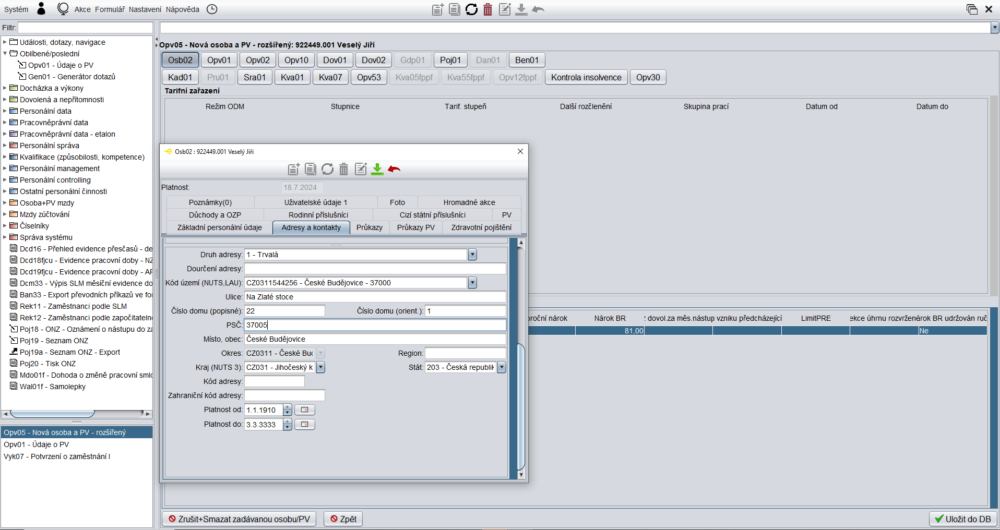 Systém Akce Formulář Nastavení Nápověda
Filtr:
Události, dotazy, navigace
Oblíbené/poslední
Opv01 - Údaje o PV
Gen01 - Generátor dotazů
Docházka a výkony
Dovolená a nepřítomnosti
Personální data
Pracovněprávní data
Pracovněprávní data - etalon
Personální správa
Kvalifikace (způsobilosti, kompetence)
Personální management
Personální controlling
Ostatní personální činnosti
Osoba+PV mzdy
Mzdy zúčtování
Číselníky
Správa systému
Dcd16 - Přehled evidence přesčasů - de
Dcd18fjcu - Evidence pracovní doby - NZ
Dcd19fjcu - Evidence pracovní doby - AF
Dcm33 - Výpis SLM měsíční evidence do
Ban33 - Export převodních příkazů ve for
Rek11 - Zaměstnanci podle SLM
Rek12 - Zaměstnanci podle započitatelno
Poj18 - ONZ - Oznámení o nástupu do za
Poj19 - Seznam ONZ
Poj19a - Seznam ONZ - Export
Poj20 - Tisk ONZ
Mdo01f - Dohoda o změně pracovní smlo
Wal01f - Samolepky
Opv05 - Nová osoba a PV - rozšířený
Opv01 - Údaje o PV
Vyk07 - Potvrzení o zaměstnání I
Opv05 - Nová osoba a PV - rozšířený: 922449.001 Veselý Jiří
Osb02 Opv01 Opv02 Opv10 Dov01 Dov02 Gdp01 Poj01 Dan01 Ben01
Kad01 Pru01 Sra01 Kva01 Kva07 Opv53 Kva05fppf Kva55fppf Opv12fppf Kontrola insolvence Opv30
Tarifní zařazení
Režim ODM Stupnice Tarif. stupeň Další rozčlenění Skupina prací Datum od Datum do
Osb02 : 922449.001 Veselý Jiří
Platnost: 18.7.2024
Poznámky(0) Uživatelské údaje 1 Foto Hromadné akce
Důchody a OZP Rodinní příslušníci Cizí státní příslušníci PV
Základní personální údaje Adresy a kontakty Průkazy Průkazy PV Zdravotní pojištění
Druh adresy: 1 - Trvalá
Dourčení adresy:
Kód území (NUTS,LAU): CZ0311544256 - České Budějovice - 37000
Ulice: Na Zlaté stoce
Číslo domu (popisné): 22 Číslo domu (orient.): 1
PSČ: 37005
Místo, obec: České Budějovice
Okres: CZ0311 - České Buc Region:
Kraj (NUTS 3): CZ031 - Jihočeský k Stát: 203 - Česká republik
Kód adresy:
Zahraniční kód adresy:
Platnost od: 1.1.1910
Platnost do: 3.3.3333
roční nárok Nárok BR dovol.za měs.nástup vzniku předcházející LimitPRE ekce úhrnu rozvržen árok BR udržován ruč
81,00 Ne
Zrušit+Smazat zadávanou osobu/PV Zpět Uložit do DB